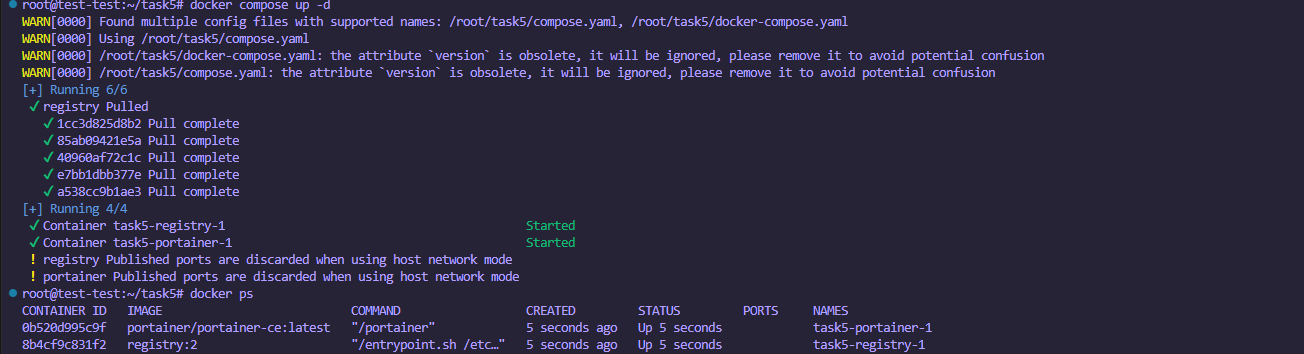 root@test-test:~/task5# docker compose up -d
WARN[0000] Found multiple config files with supported names: /root/task5/compose.yaml, /root/task5/docker-compose.yaml
WARN[0000] Using /root/task5/compose.yaml
WARN[0000] /root/task5/docker-compose.yaml: the attribute `version` is obsolete, it will be ignored, please remove it to avoid potential confusion
WARN[0000] /root/task5/compose.yaml: the attribute `version` is obsolete, it will be ignored, please remove it to avoid potential confusion
[+] Running 6/6
✔ registry Pulled
✔ 1cc3d825d8b2 Pull complete
✔ 85ab09421e5a Pull complete
✔ 40960af72c1c Pull complete
✔ e7bb1dbb377e Pull complete
✔ a538cc9b1ae3 Pull complete
[+] Running 4/4
✔ Container task5-registry-1 Started
✔ Container task5-portainer-1 Started
! registry Published ports are discarded when using host network mode
! portainer Published ports are discarded when using host network mode
root@test-test:~/task5# docker ps
CONTAINER ID IMAGE COMMAND CREATED STATUS PORTS NAMES
0b520d995c9f portainer/portainer-ce:latest "/portainer" 5 seconds ago Up 5 seconds task5-portainer-1
8b4cf9c831f2 registry:2 "/entrypoint.sh /etc…" 5 seconds ago Up 5 seconds task5-registry-1